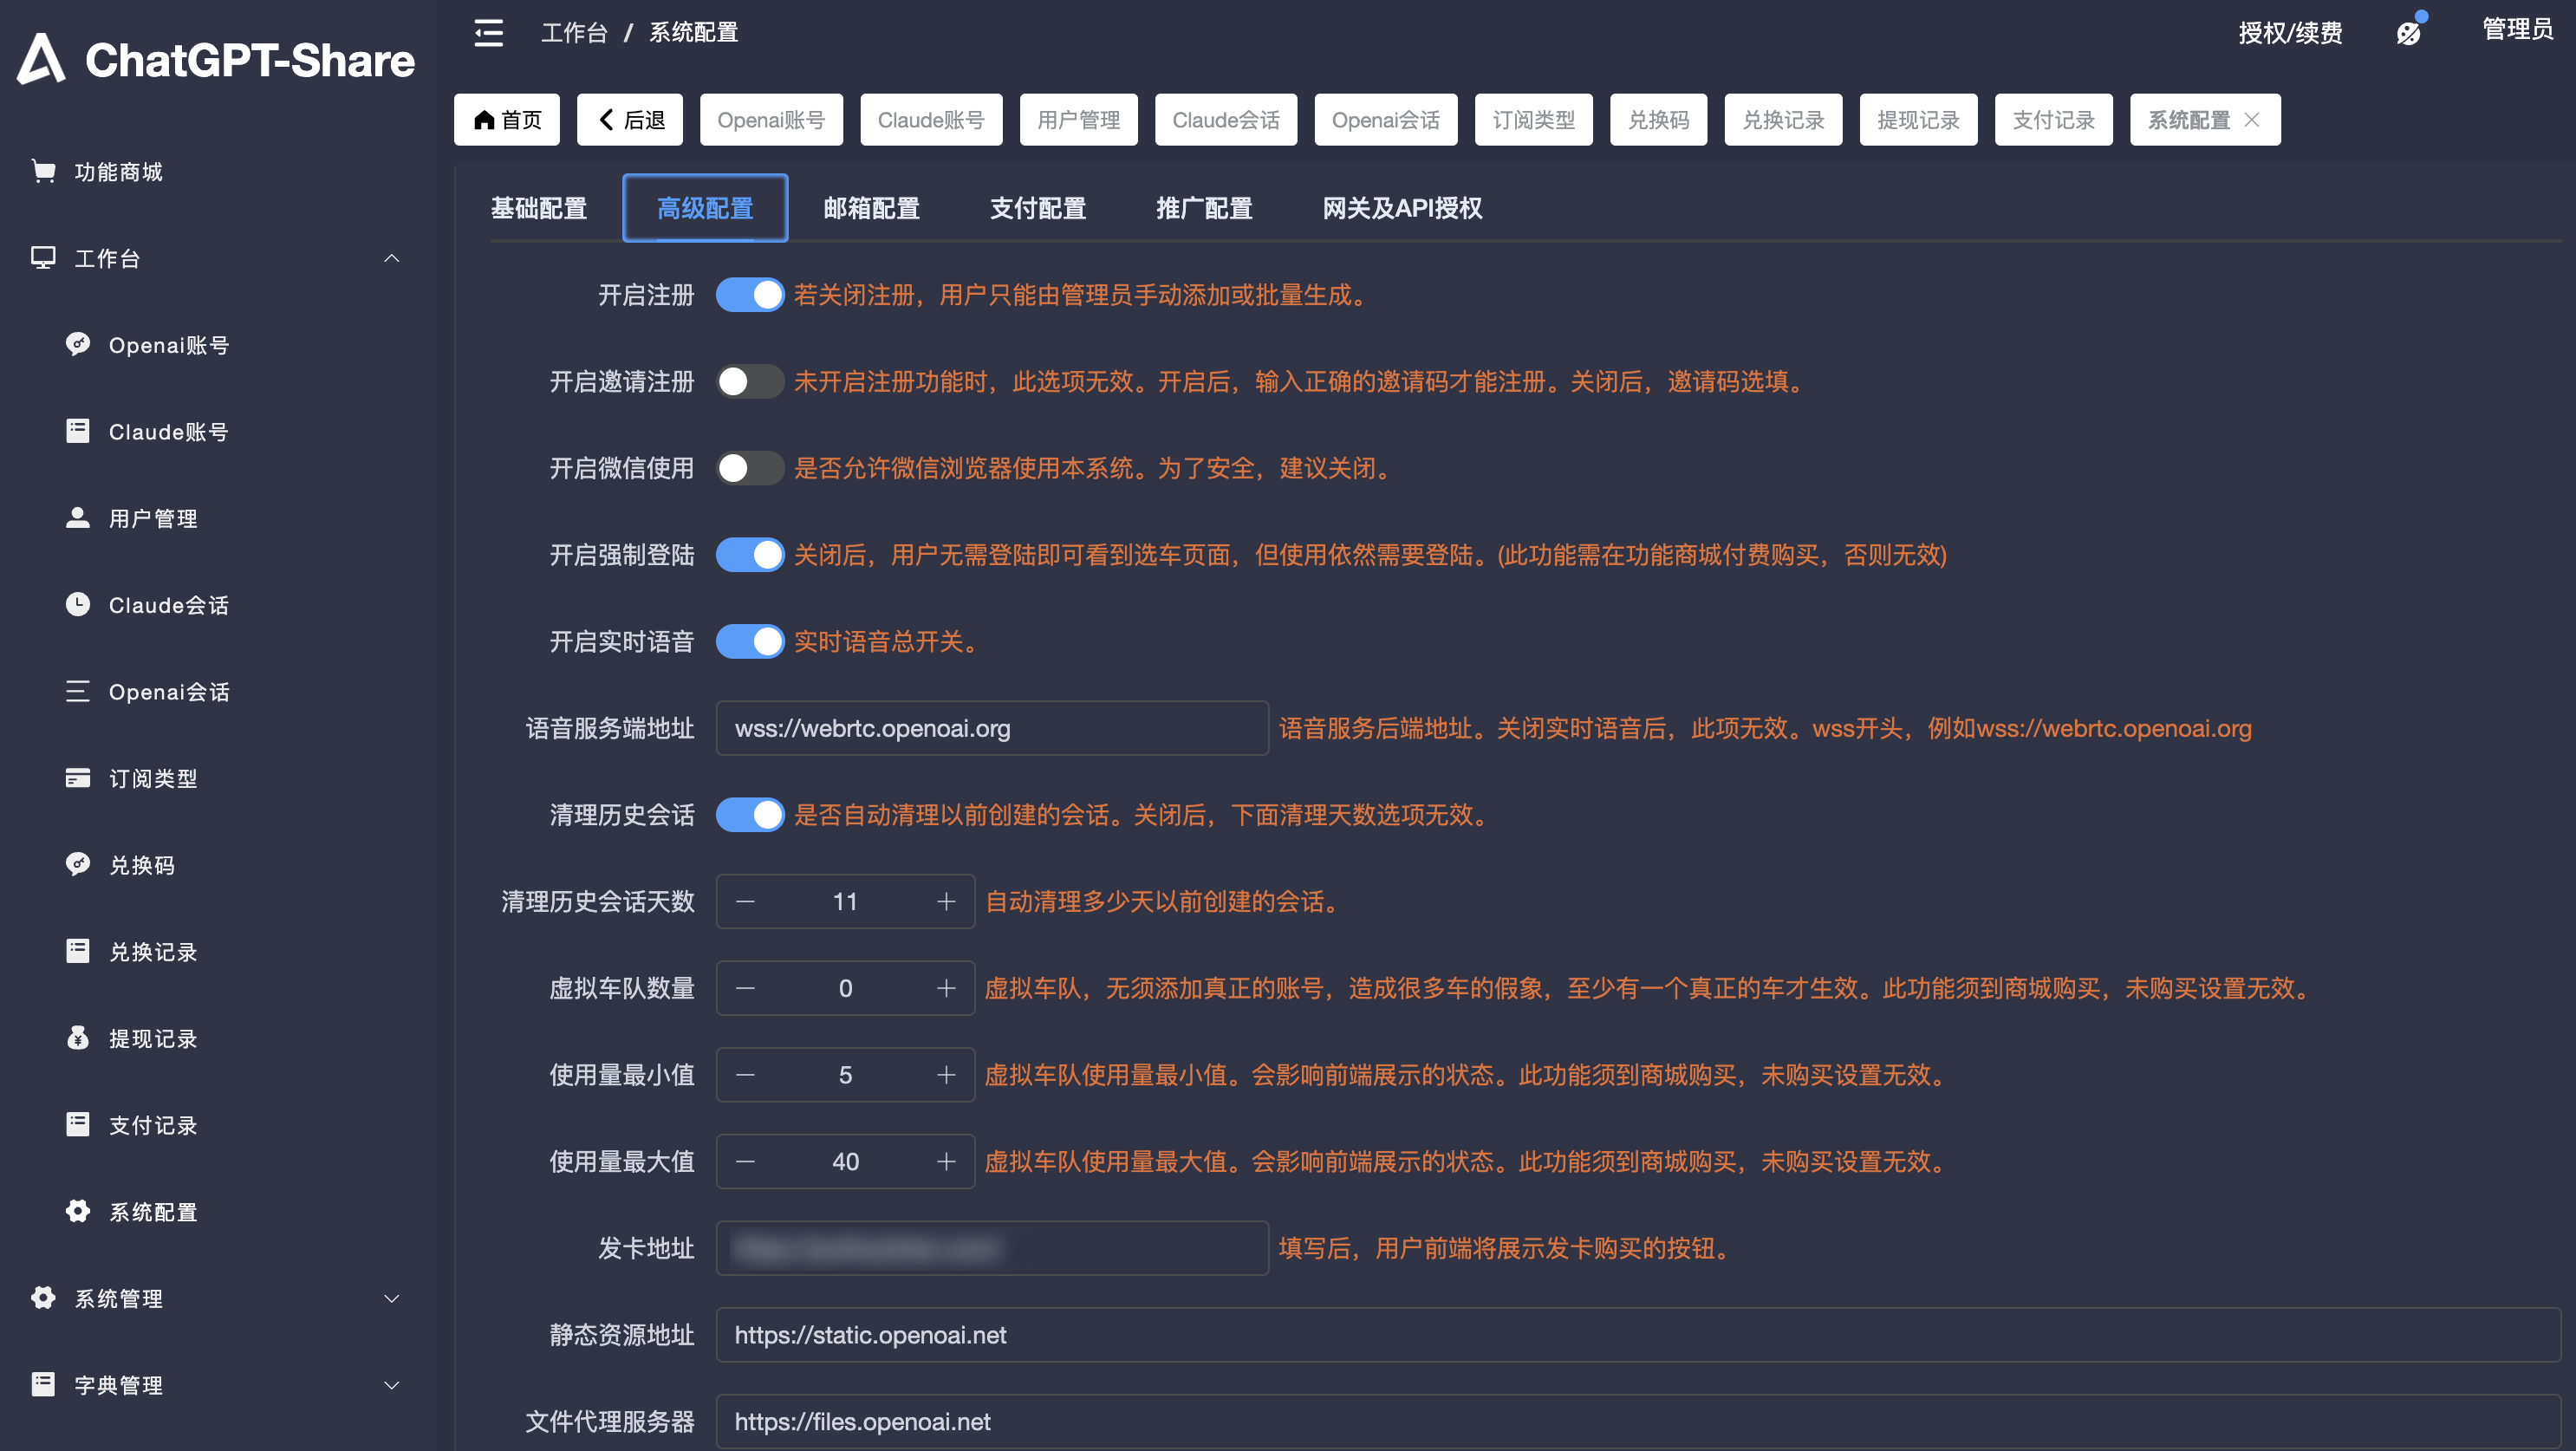 ChatGPT-Share
功能商城
工作台
Openai账号
Claude账号
用户管理
Claude会话
Openai会话
订阅类型
兑换码
兑换记录
提现记录
支付记录
系统配置
系统管理
字典管理
工作台 / 系统配置
授权/续费
管理员
首页 后退 Openai账号 Claude账号 用户管理 Claude会话 Openai会话 订阅类型 兑换码 兑换记录 提现记录 支付记录 系统配置
基础配置 高级配置 邮箱配置 支付配置 推广配置 网关及API授权
开启注册 若关闭注册，用户只能由管理员手动添加或批量生成。
开启邀请注册 未开启注册功能时，此选项无效。开启后，输入正确的邀请码才能注册。关闭后，邀请码选填。
开启微信使用 是否允许微信浏览器使用本系统。为了安全，建议关闭。
开启强制登陆 关闭后，用户无需登陆即可看到选车页面，但使用依然需要登陆。(此功能需在功能商城付费购买，否则无效)
开启实时语音 实时语音总开关。
语音服务端地址 wss://webrtc.openoai.org 语音服务后端地址。关闭实时语音后，此项无效。wss开头，例如wss://webrtc.openoai.org
清理历史会话 是否自动清理以前创建的会话。关闭后，下面清理天数选项无效。
清理历史会话天数 11 自动清理多少天以前创建的会话。
虚拟车队数量 0 虚拟车队，无须添加真正的账号，造成很多车的假象，至少有一个真正的车才生效。此功能须到商城购买，未购买设置无效。
使用量最小值 5 虚拟车队使用量最小值。会影响前端展示的状态。此功能须到商城购买，未购买设置无效。
使用量最大值 40 虚拟车队使用量最大值。会影响前端展示的状态。此功能须到商城购买，未购买设置无效。
发卡地址 填写后，用户前端将展示发卡购买的按钮。
静态资源地址 https://static.openoai.net
文件代理服务器 https://files.openoai.net